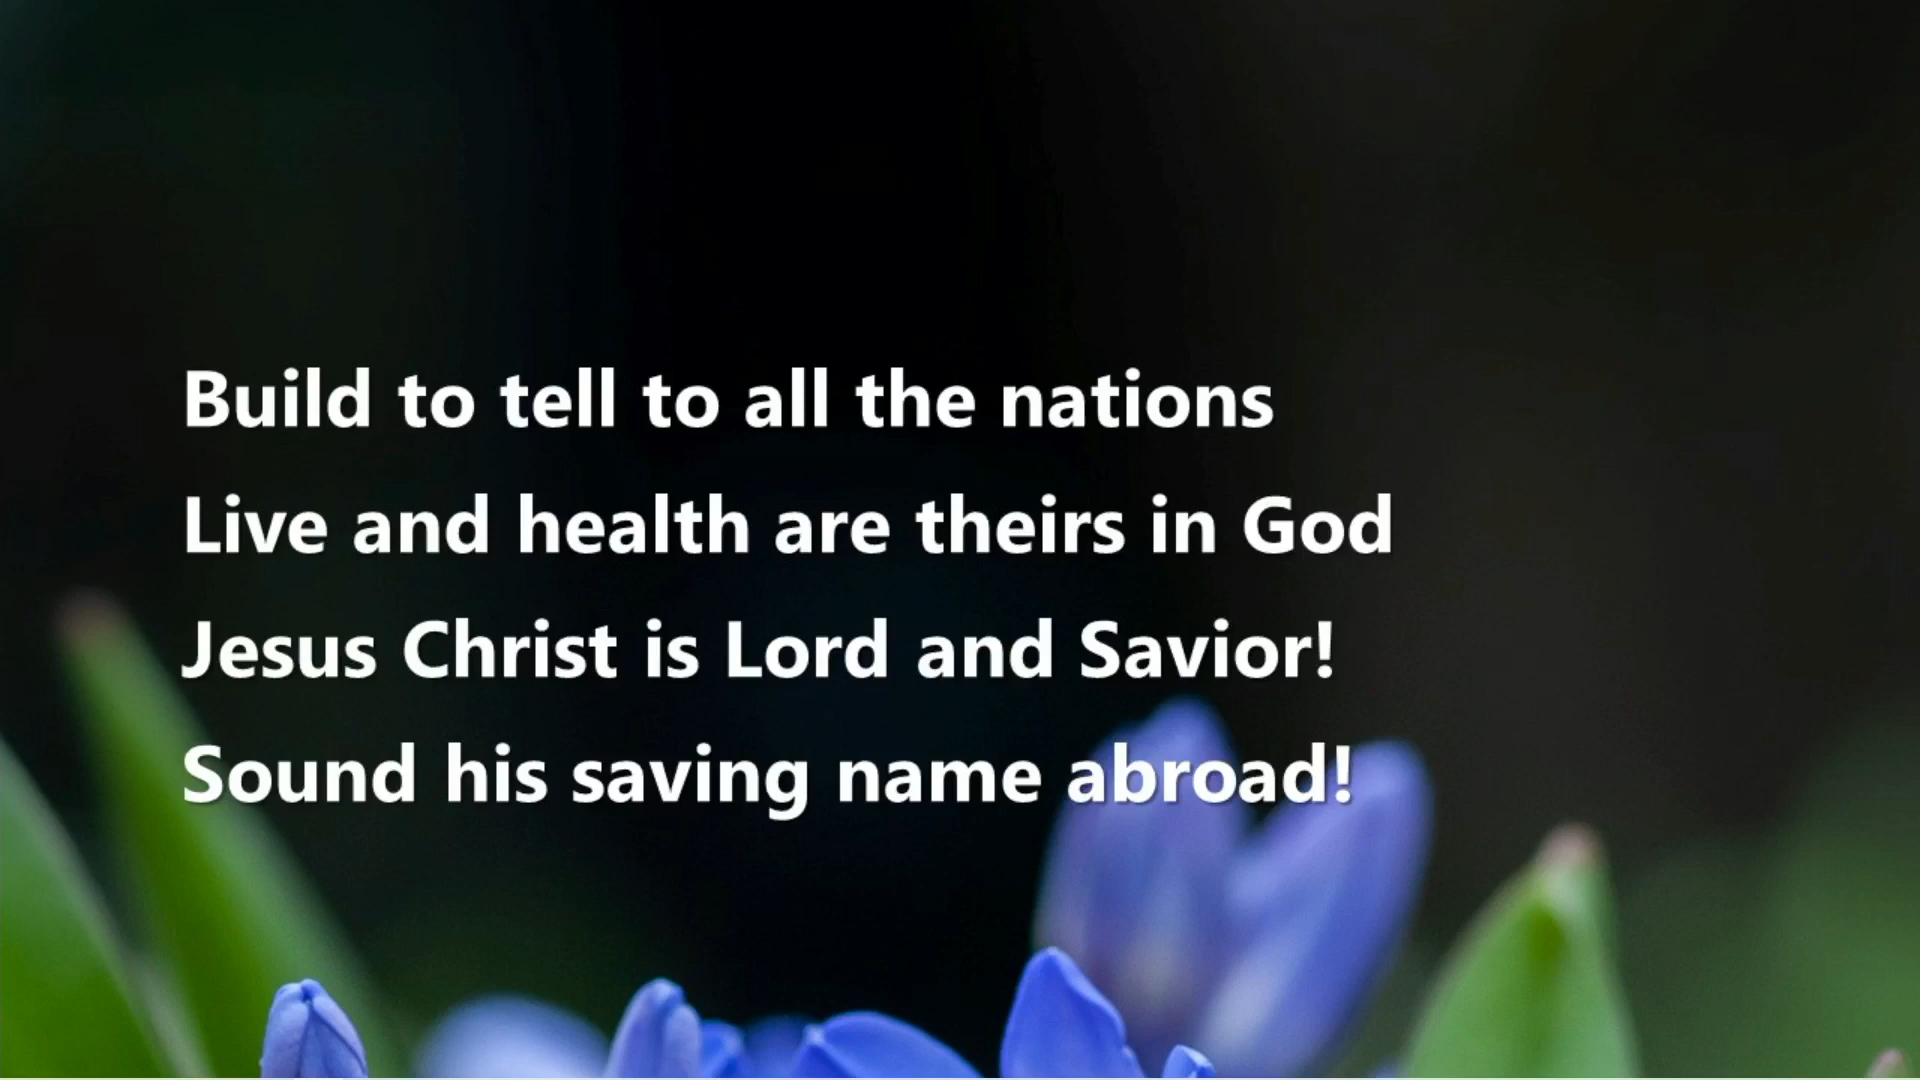 Build to tell to all the nations
Live and health are theirs in God
Jesus Christ is Lord and Savior!
Sound his saving name abroad!